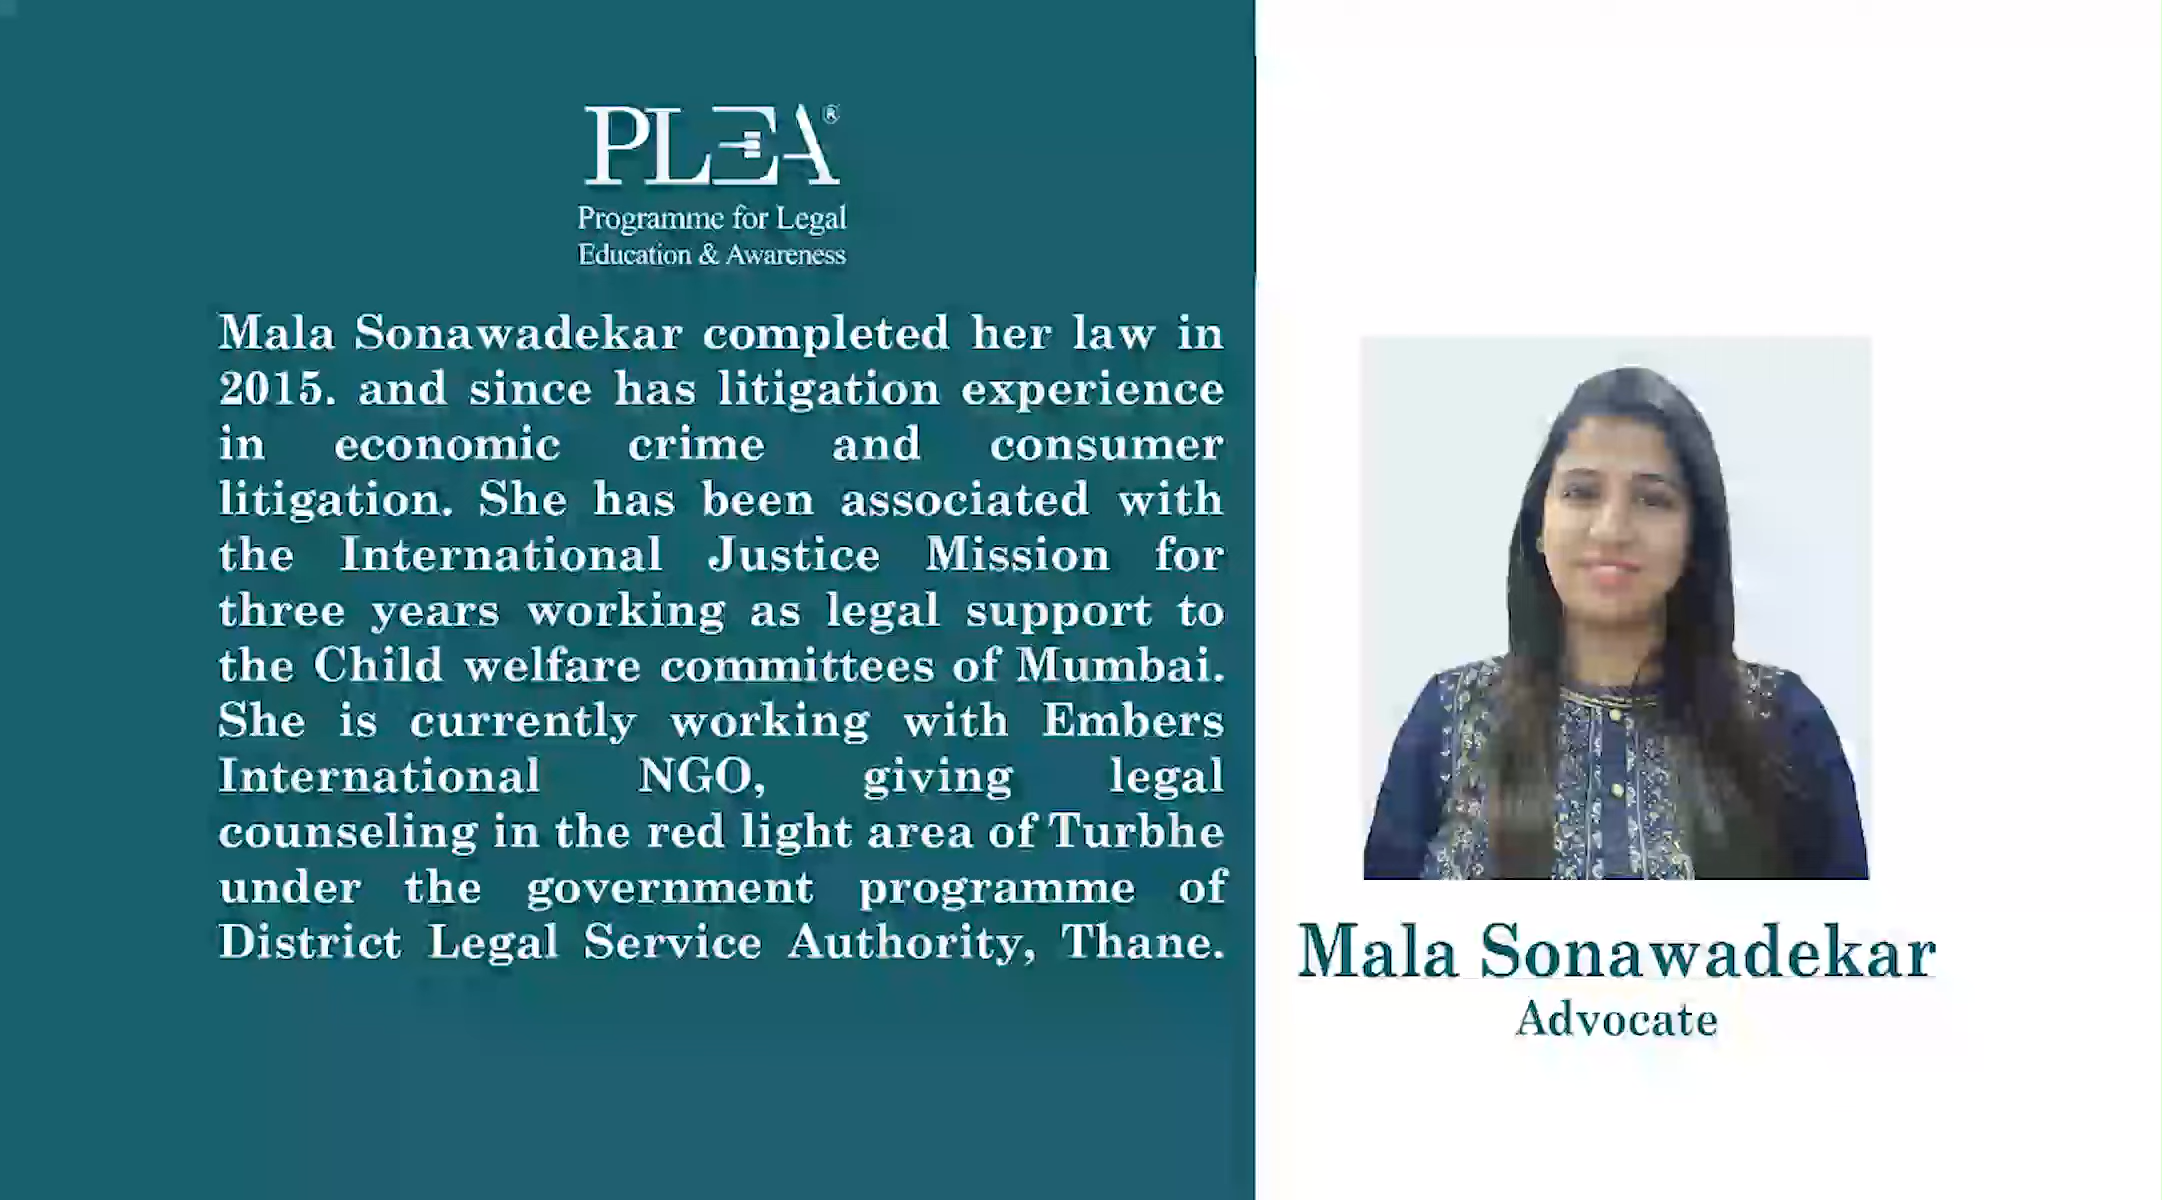 PLEA®
Programme for Legal
Education & Awareness
Mala Sonawadekar completed her law in
2015. and since has litigation experience
in economic crime and consumer
litigation. She has been associated with
the International Justice Mission for
three years working as legal support to
the Child welfare committees of Mumbai.
She is currently working with Embers
International NGO, giving legal
counseling in the red light area of Turbhe
under the government programme of
District Legal Service Authority, Thane.
Mala Sonawadekar
Advocate